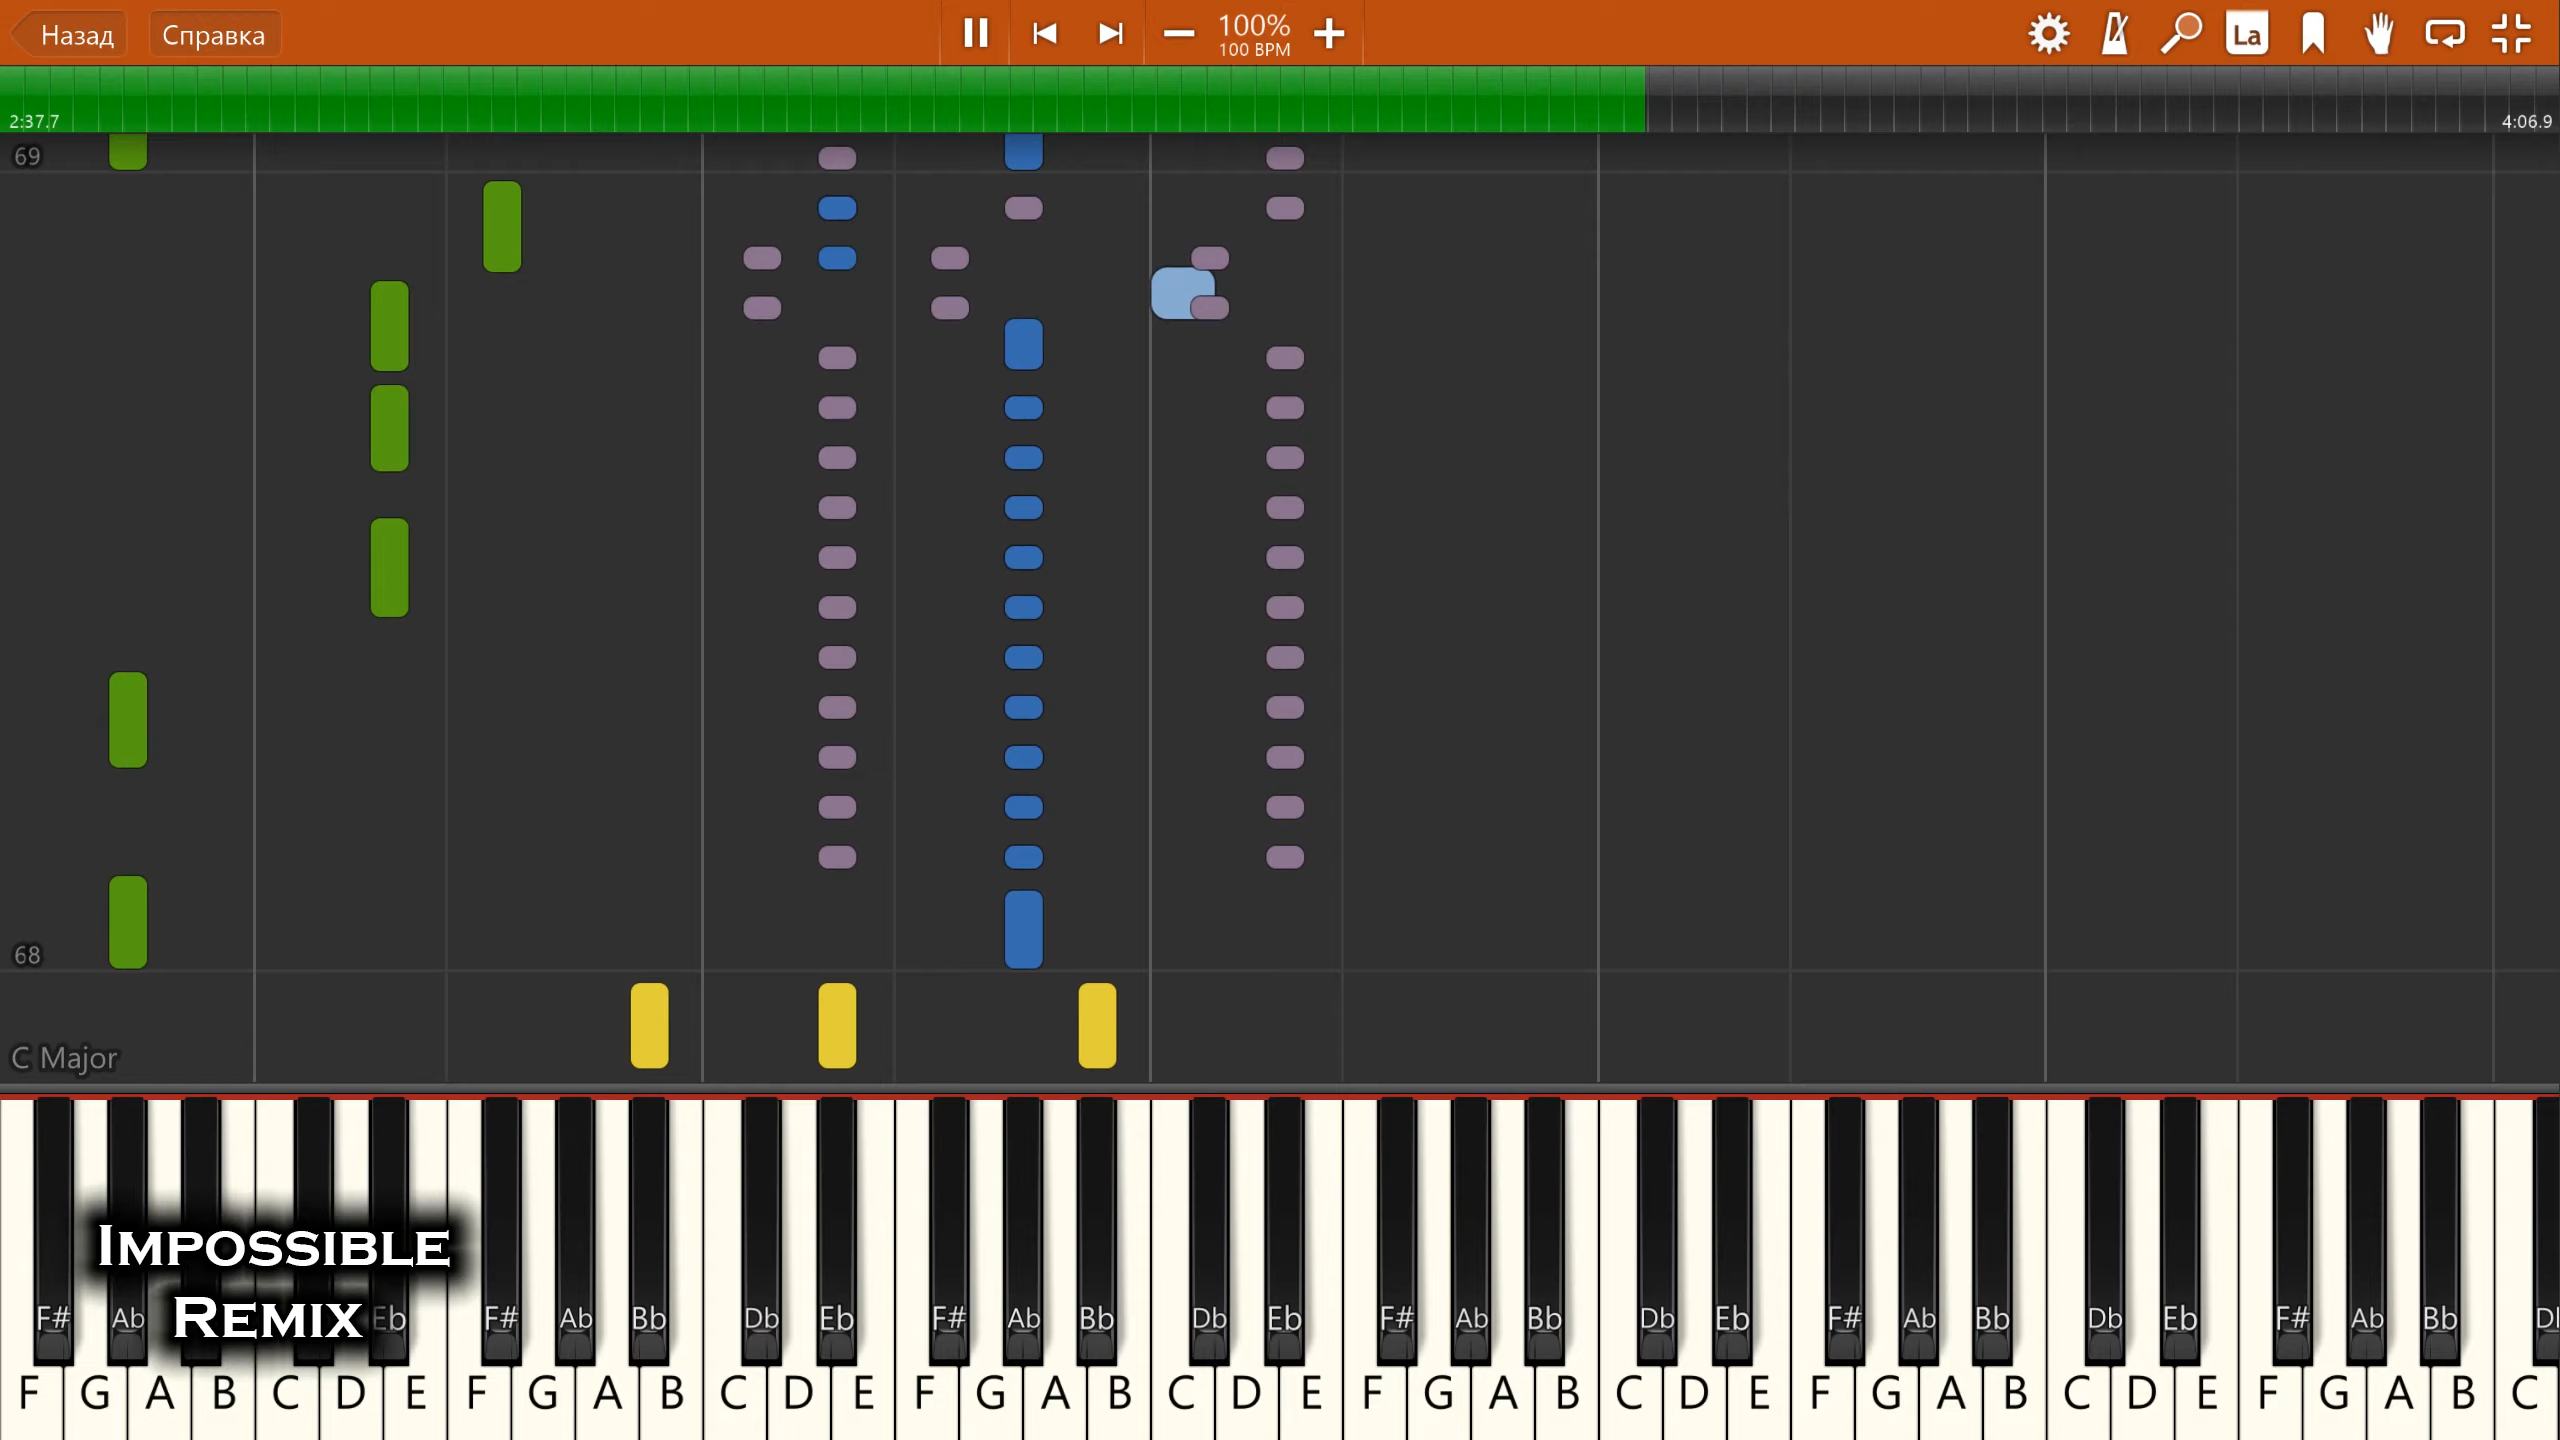 Назад Справка 100% La
100 BPM
2:37.7 4:06.9
69
68
C Major
Impossible
Remix
F# Ab Eb F# Ab Bb Db Eb F# Ab Bb Db Eb F# Ab Bb Db Eb F# Ab Bb Db Eb F# Ab Bb
F G A B C D E F G A B C D E F G A B C D E F G A B C D E F G A B C D E F G A B C